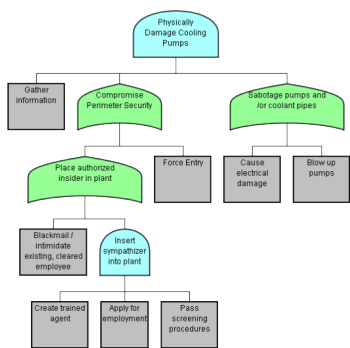 Physically
Damage Cooling
Pumps
Gather
information
Compromise
Perimeter Security
Sabotage pumps and
/or coolant pipes
Place authorized
insider in plant
Force Entry
Cause
electrical
damage
Blow up
pumps
Blackmail /
intimidate
existing, cleared
employee
Insert
sympathizer
into plant
Create trained
agent
Apply for
employment
Pass
screening
procedures